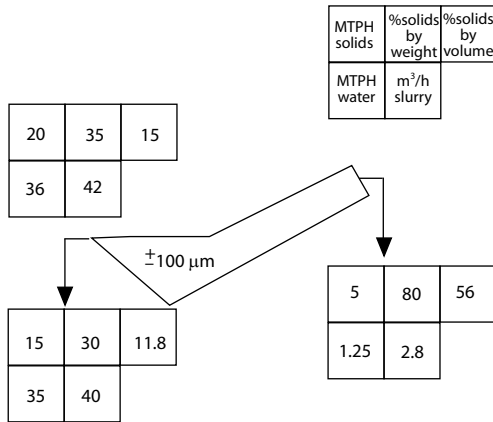 MTPH solids
%solids by weight
%solids by volume
MTPH water
m³/h slurry
20 35 15
36 42
±100 μm
15 30 11.8
35 40
5 80 56
1.25 2.8